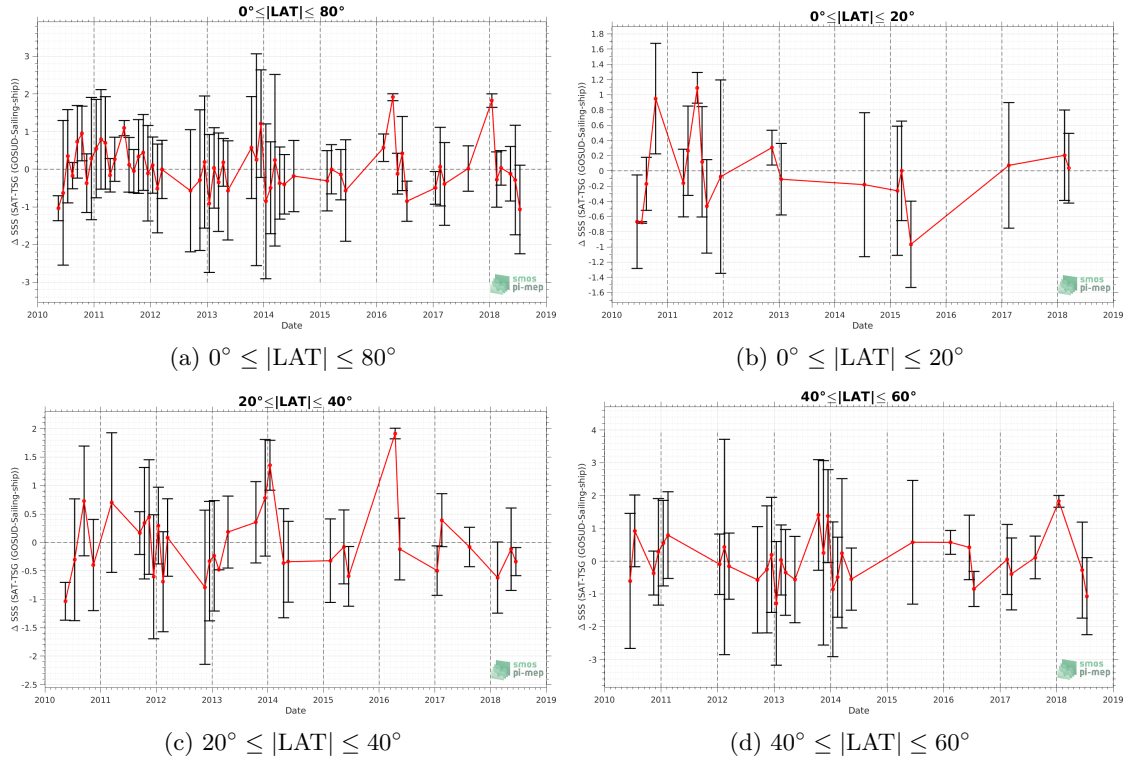 0°≤|LAT|≤ 80°
Δ SSS (SAT-TSG (GOSUD-Sailing-ship))
3
2
1
0
-1
-2
-3
2010 2011 2012 2013 2014 2015 2016 2017 2018 2019
Date
smos
pi-mep
(a) 0° ≤ |LAT| ≤ 80°
0°≤|LAT|≤ 20°
Δ SSS (SAT-TSG (GOSUD-Sailing-ship))
1.8
1.6
1.4
1.2
1
0.8
0.6
0.4
0.2
0
-0.2
-0.4
-0.6
-0.8
-1
-1.2
-1.4
-1.6
2010 2011 2012 2013 2014 2015 2016 2017 2018 2019
Date
smos
pi-mep
(b) 0° ≤ |LAT| ≤ 20°
20°≤|LAT|≤ 40°
Δ SSS (SAT-TSG (GOSUD-Sailing-ship))
2
1.5
1
0.5
0
-0.5
-1
-1.5
-2
-2.5
2010 2011 2012 2013 2014 2015 2016 2017 2018 2019
Date
smos
pi-mep
(c) 20° ≤ |LAT| ≤ 40°
40°≤|LAT|≤ 60°
Δ SSS (SAT-TSG (GOSUD-Sailing-ship))
4
3
2
1
0
-1
-2
-3
2010 2011 2012 2013 2014 2015 2016 2017 2018 2019
Date
smos
pi-mep
(d) 40° ≤ |LAT| ≤ 60°